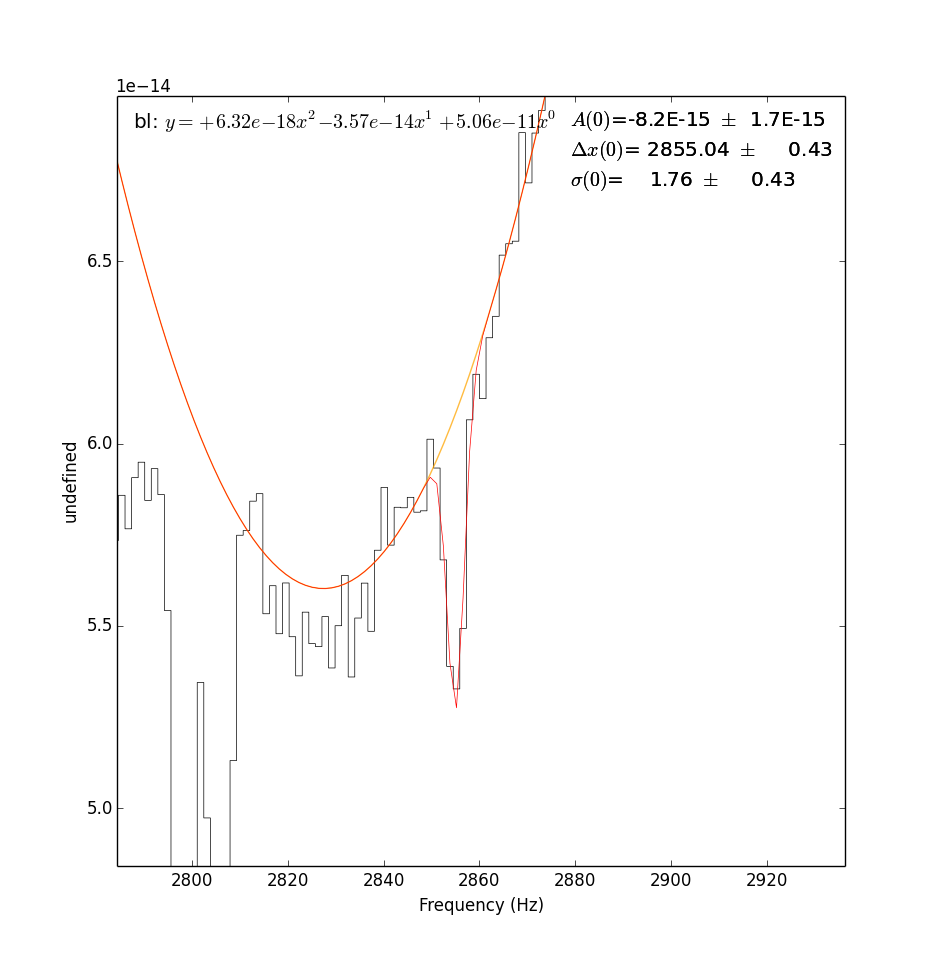 1e−14
bl: y = +6.32e−18x² −3.57e−14x¹ +5.06e−11x⁰
A(0)=-8.2E-15 ± 1.7E-15
Δx(0)= 2855.04 ± 0.43
σ(0)= 1.76 ± 0.43
6.5
6.0
5.5
5.0
undefined
2800 2820 2840 2860 2880 2900 2920
Frequency (Hz)